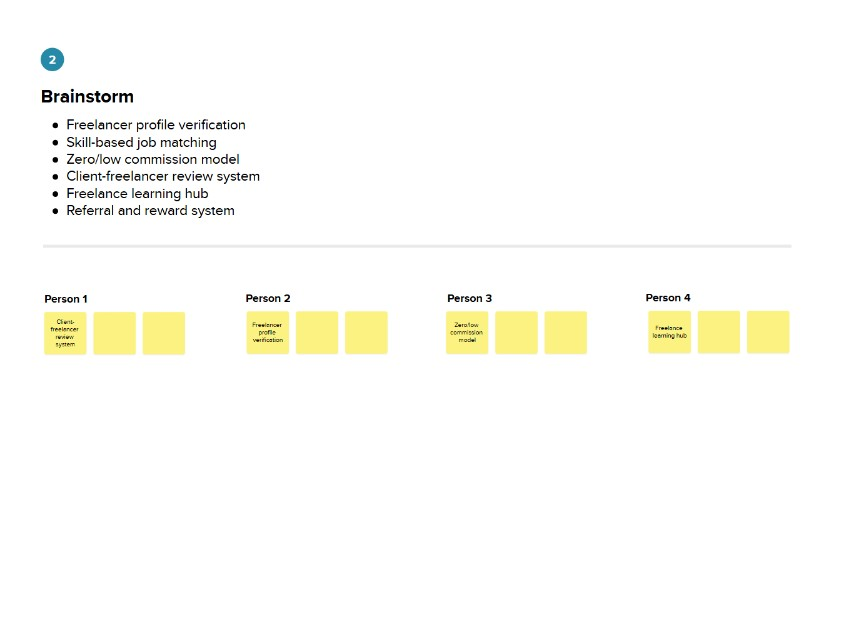 2
Brainstorm
• Freelancer profile verification
• Skill-based job matching
• Zero/low commission model
• Client-freelancer review system
• Freelance learning hub
• Referral and reward system
Person 1
Client-
freelancer
review
system
Person 2
Freelancer
profile
verification
Person 3
Zero/low
commission
model
Person 4
Freelance
learning hub